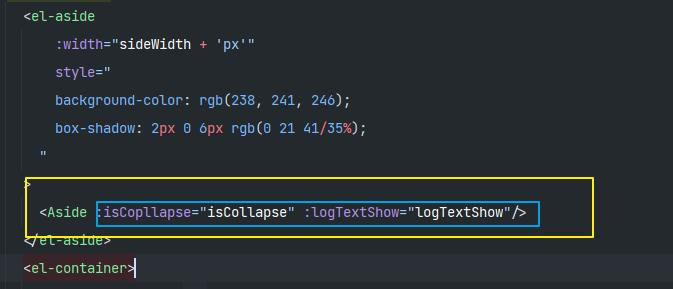 <el-aside
:width="sideWidth + 'px'"
style="
background-color: rgb(238, 241, 246);
box-shadow: 2px 0 6px rgb(0 21 41/35%);
"
>
<Aside :isCopllapse="isCollapse" :logTextShow="logTextShow"/>
</el-aside>
<el-container>